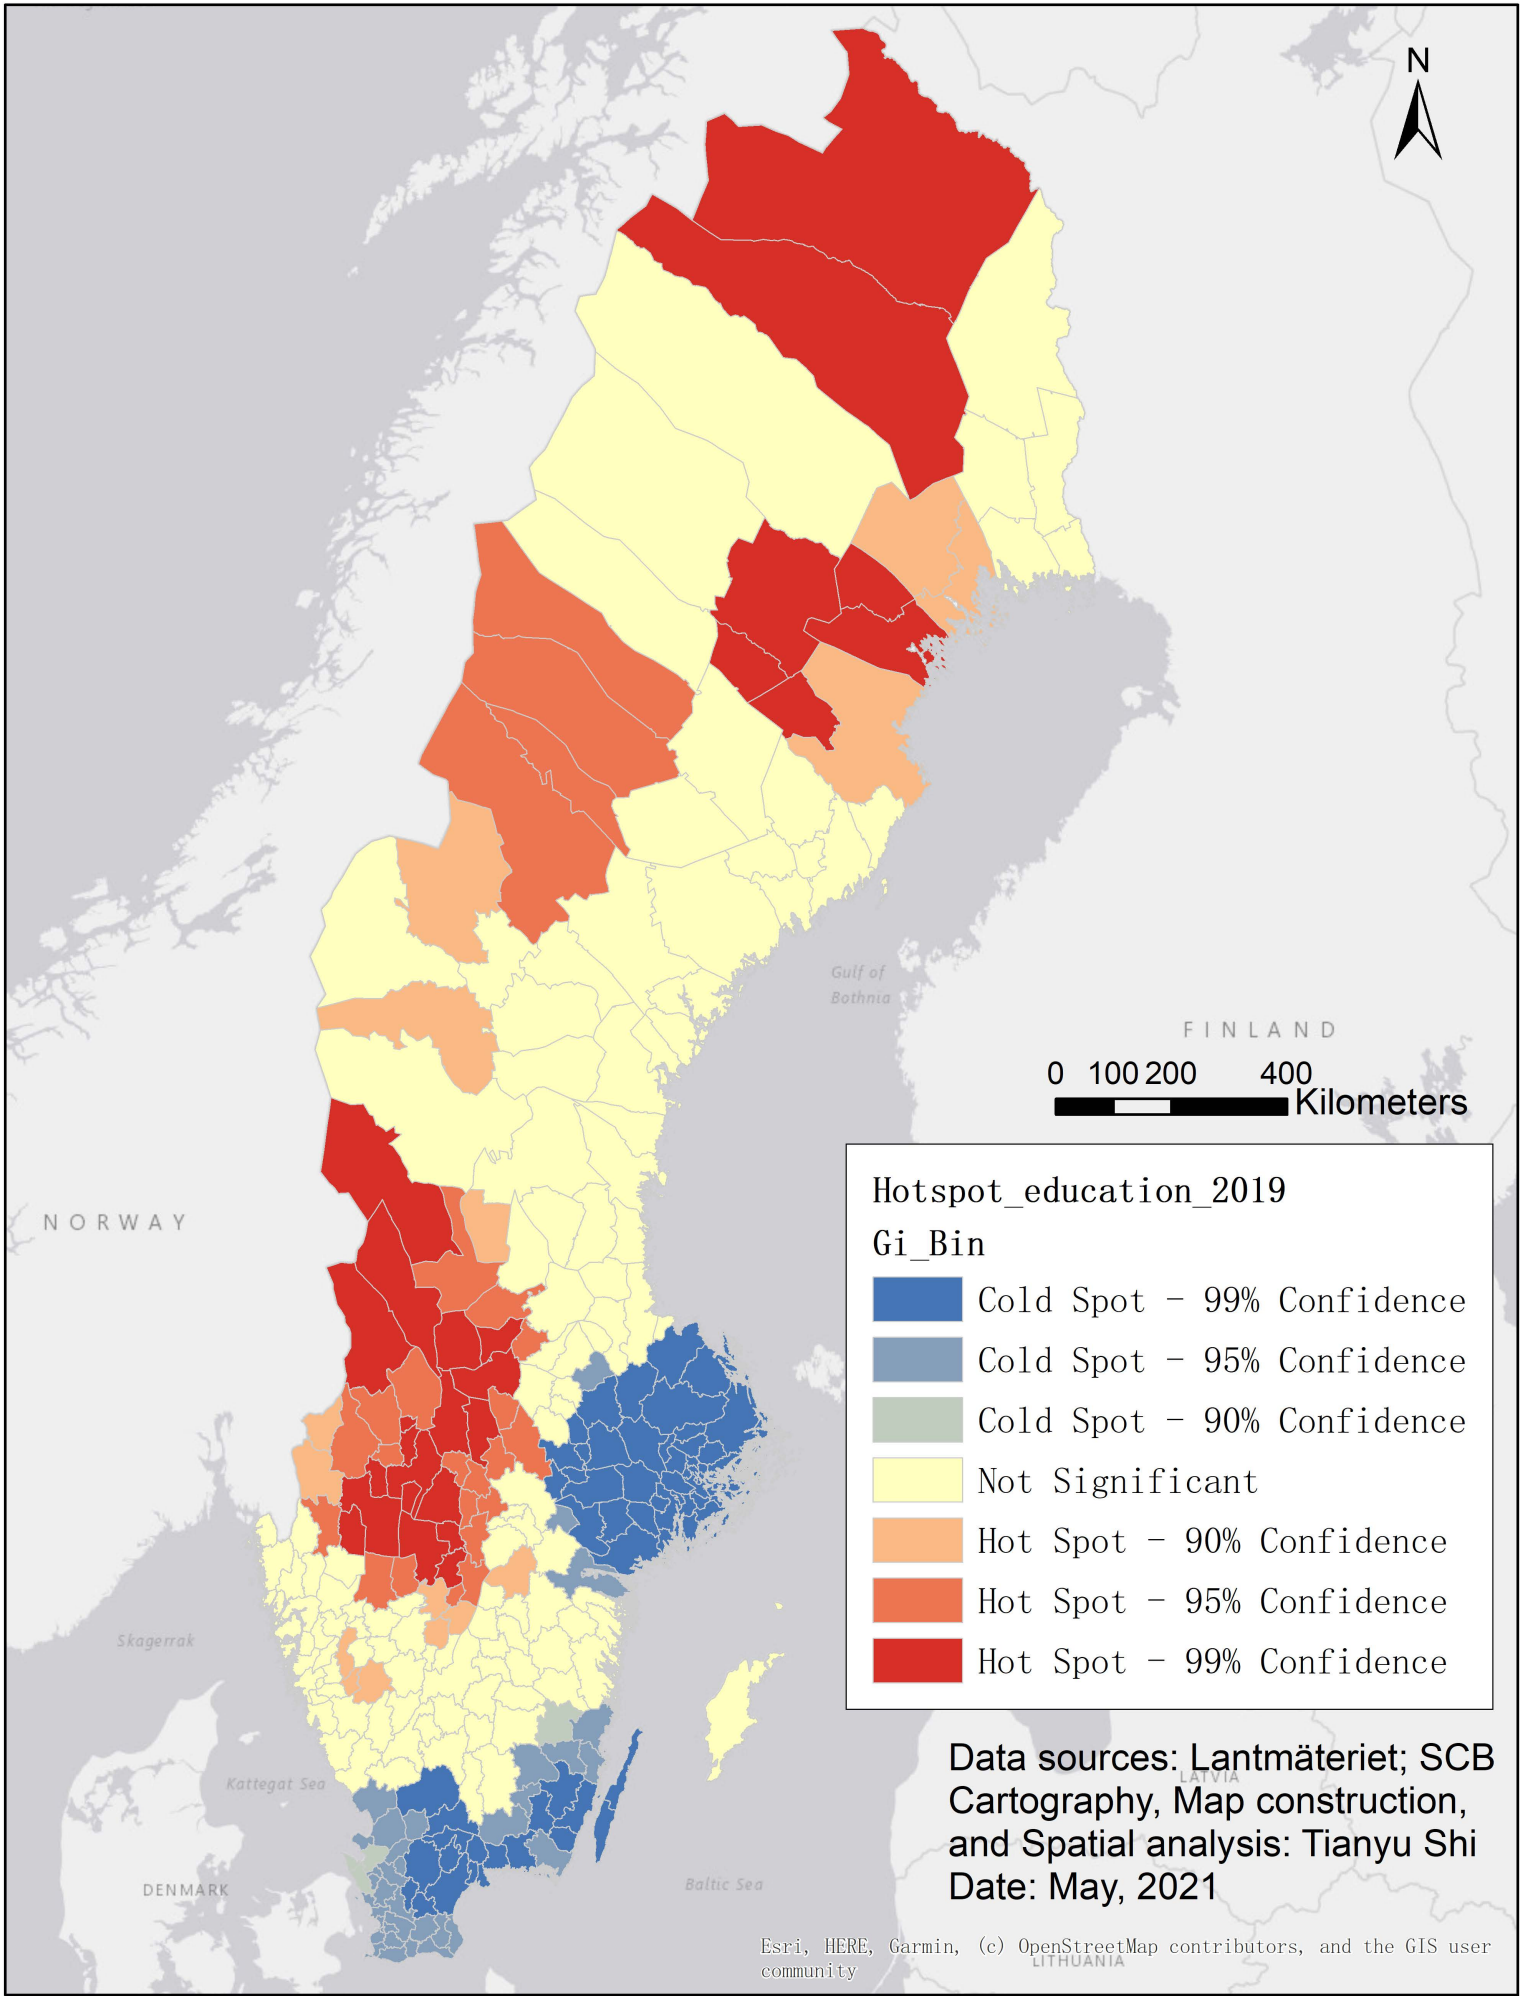 N
Gulf of
Bothnia
FINLAND
0 100 200 400
Kilometers
NORWAY
Hotspot_education_2019
Gi_Bin
Cold Spot - 99% Confidence
Cold Spot - 95% Confidence
Cold Spot - 90% Confidence
Not Significant
Hot Spot - 90% Confidence
Hot Spot - 95% Confidence
Hot Spot - 99% Confidence
Skagerrak
Kattegat Sea
DENMARK
Baltic Sea
LATVIA
Data sources: Lantmäteriet; SCB
Cartography, Map construction,
and Spatial analysis: Tianyu Shi
Date: May, 2021
Esri, HERE, Garmin, (c) OpenStreetMap contributors, and the GIS user
community
LITHUANIA